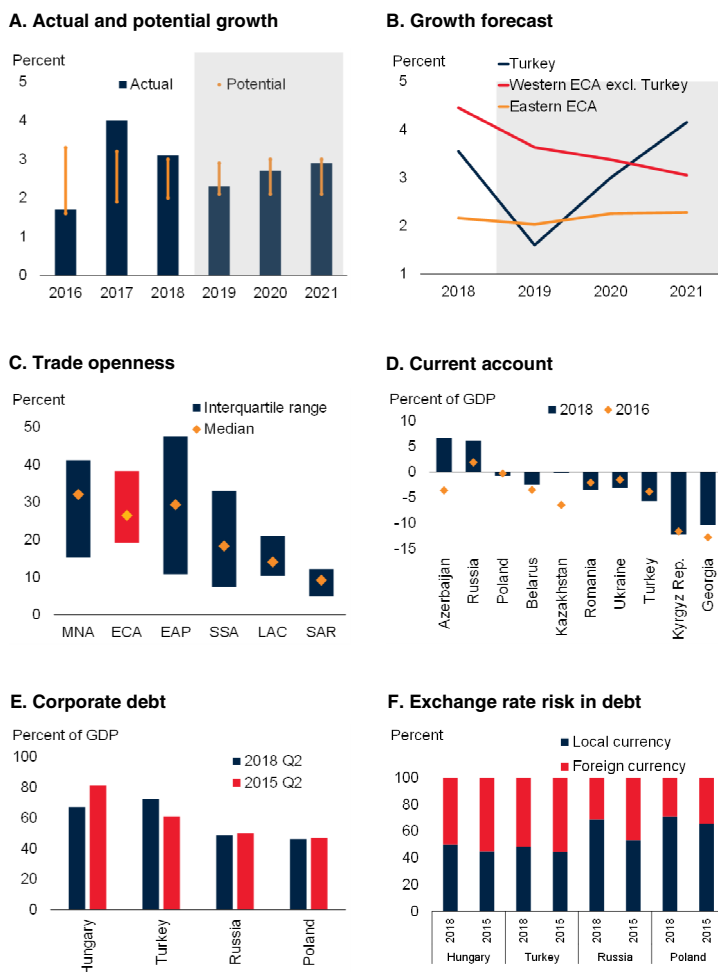 A. Actual and potential growth
Percent
5
Actual
Potential
4
3
2
1
0
2016 2017 2018 2019 2020 2021
B. Growth forecast
Percent
Turkey
5
Western ECA excl. Turkey
Eastern ECA
4
3
2
1
2018 2019 2020 2021
C. Trade openness
Percent
50
Interquartile range
Median
40
30
20
10
0
MNA ECA EAP SSA LAC SAR
D. Current account
Percent of GDP
10
2018 2016
5
0
-5
-10
-15
Azerbaijan
Russia
Poland
Belarus
Kazakhstan
Romania
Ukraine
Turkey
Kyrgyz Rep.
Georgia
E. Corporate debt
Percent of GDP
100
2018 Q2
2015 Q2
80
60
40
20
0
Hungary
Turkey
Russia
Poland
F. Exchange rate risk in debt
Percent
Local currency
Foreign currency
100
80
60
40
20
0
2018 2015 2018 2015 2018 2015 2018 2015
Hungary Turkey Russia Poland